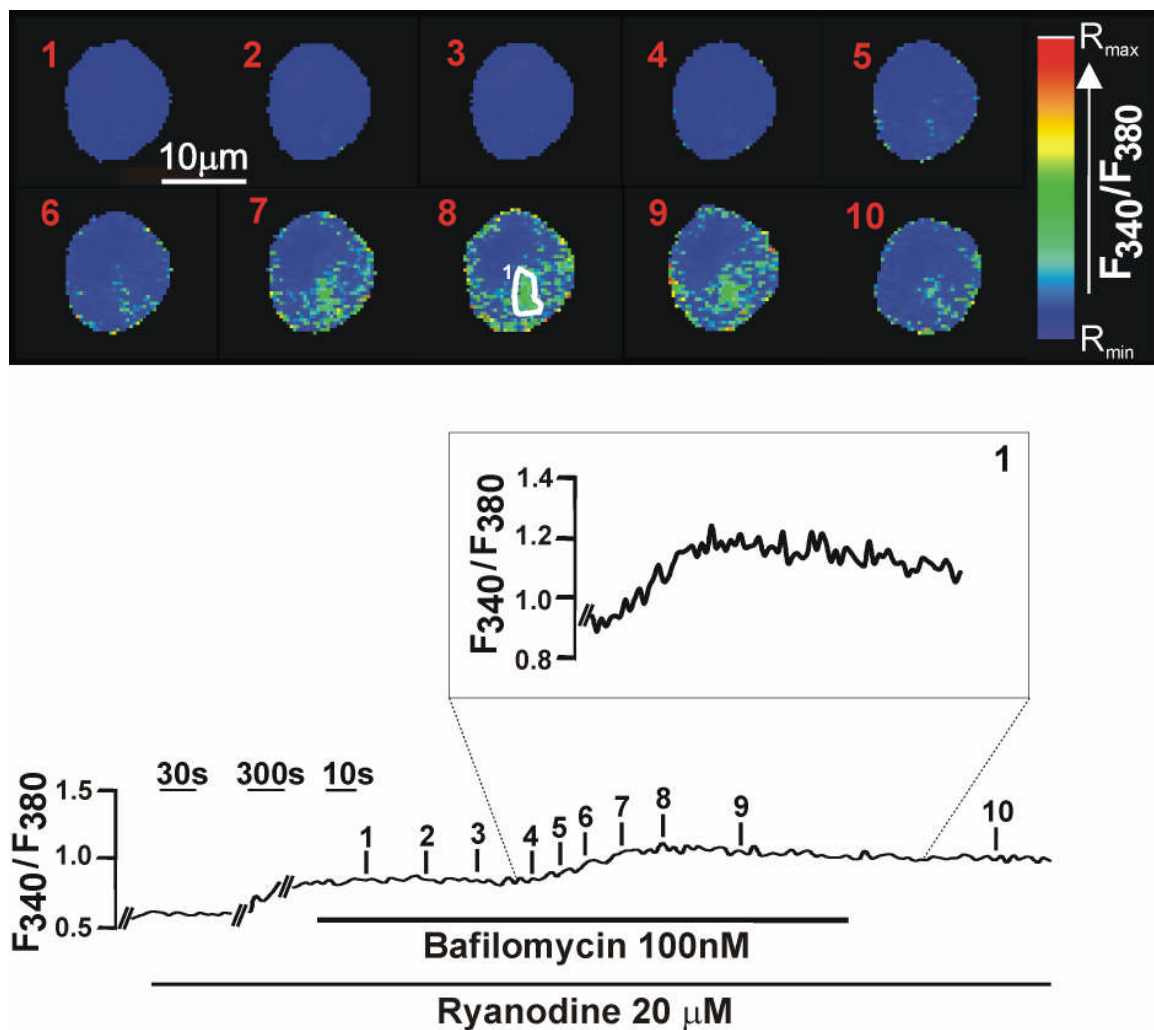 1 2 3 4 5
10μm
6 7 8 9 10
1
Rmax
F340/F380
Rmin
1
F340/F380
1.4
1.2
1.0
0.8
30s 300s 10s
F340/F380
1.5
1.0
0.5
1 2 3 4 5 6 7 8 9 10
Bafilomycin 100nM
Ryanodine 20 μM